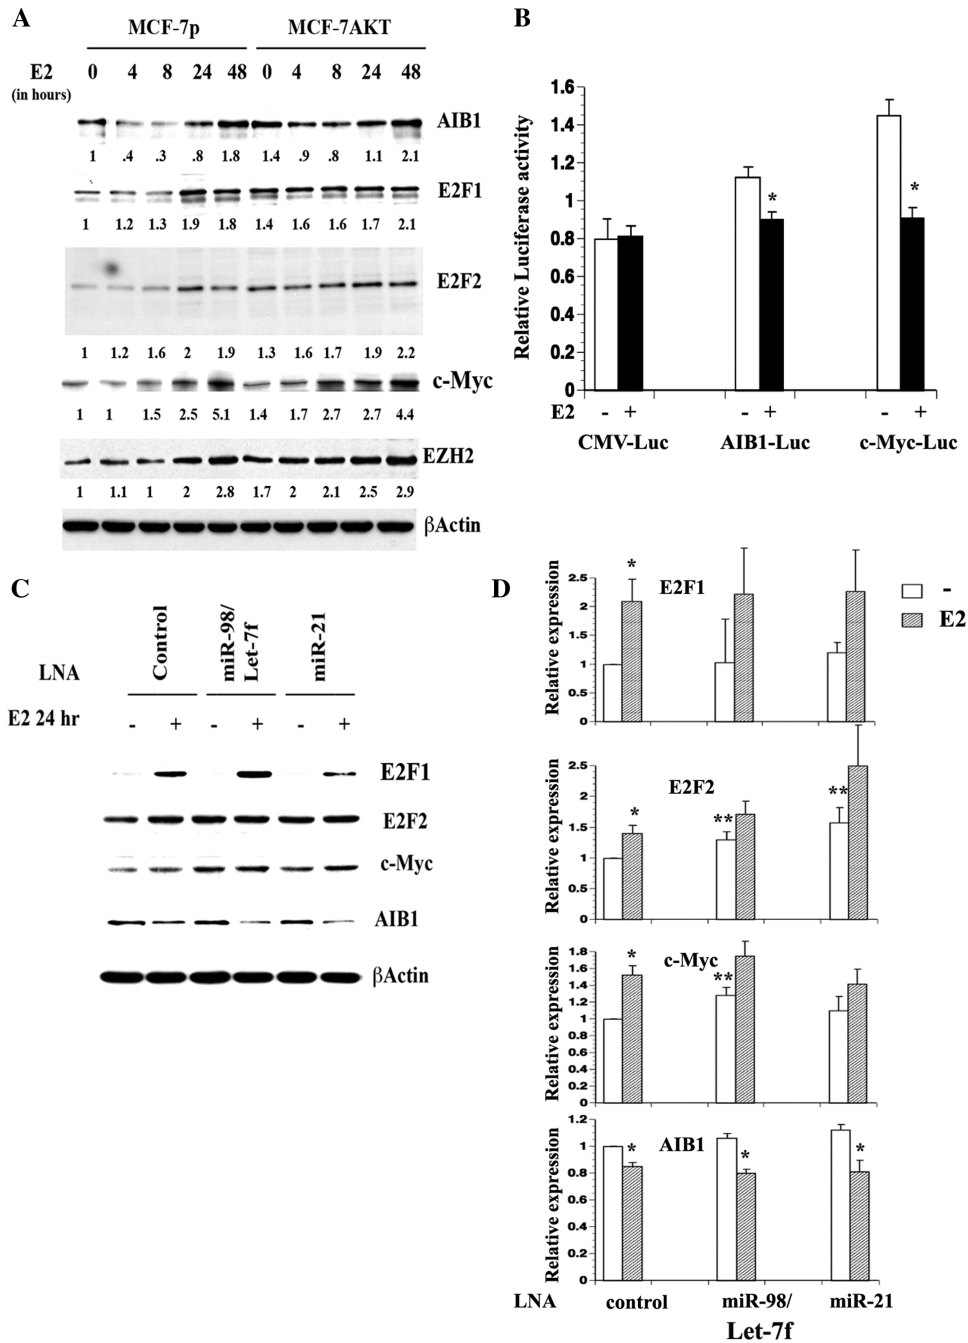 A
MCF-7p MCF-7AKT
E2 0 4 8 24 48 0 4 8 24 48
(in hours)
AIB1
1 .4 .3 .8 1.8 1.4 .9 .8 1.1 2.1
E2F1
1 1.2 1.3 1.9 1.8 1.4 1.6 1.6 1.7 2.1
E2F2
1 1.2 1.6 2 1.9 1.3 1.6 1.7 1.9 2.2
c-Myc
1 1 1.5 2.5 5.1 1.4 1.7 2.7 2.7 4.4
EZH2
1 1.1 1 2 2.8 1.7 2 2.1 2.5 2.9
βActin
B
Relative Luciferase activity
1.6
1.4
1.2
1
0.8
0.6
0.4
0.2
0
*
*
E2 - + - + - +
CMV-Luc AIB1-Luc c-Myc-Luc
C
LNA Control miR-98/ Let-7f miR-21
E2 24 hr - + - + - +
E2F1
E2F2
c-Myc
AIB1
βActin
D
- 
E2
Relative expression
E2F1
2.5
2
1.5
1
0.5
0
*
Relative expression
E2F2
2.5
2
1.5
1
0.5
0
* ** **
Relative expression
c-Myc
1.8
1.6
1.4
1.2
1
0.8
0.6
0.4
0.2
0
* **
Relative expression
AIB1
1.2
1
0.8
0.6
0.4
0.2
0
* * *
LNA control miR-98/ miR-21
Let-7f